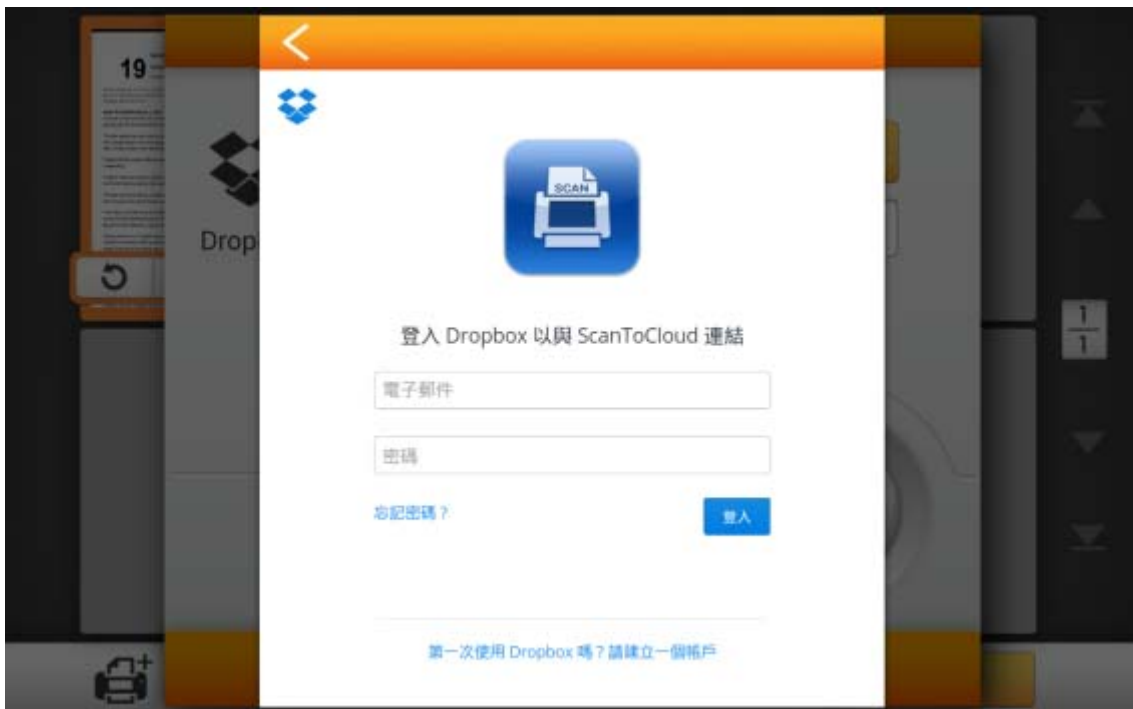 19
Drop
SCAN
登入 Dropbox 以與 ScanToCloud 連結
電子郵件
密碼
忘記密碼？
登入
第一次使用 Dropbox 嗎？請建立一個帳戶
1
1